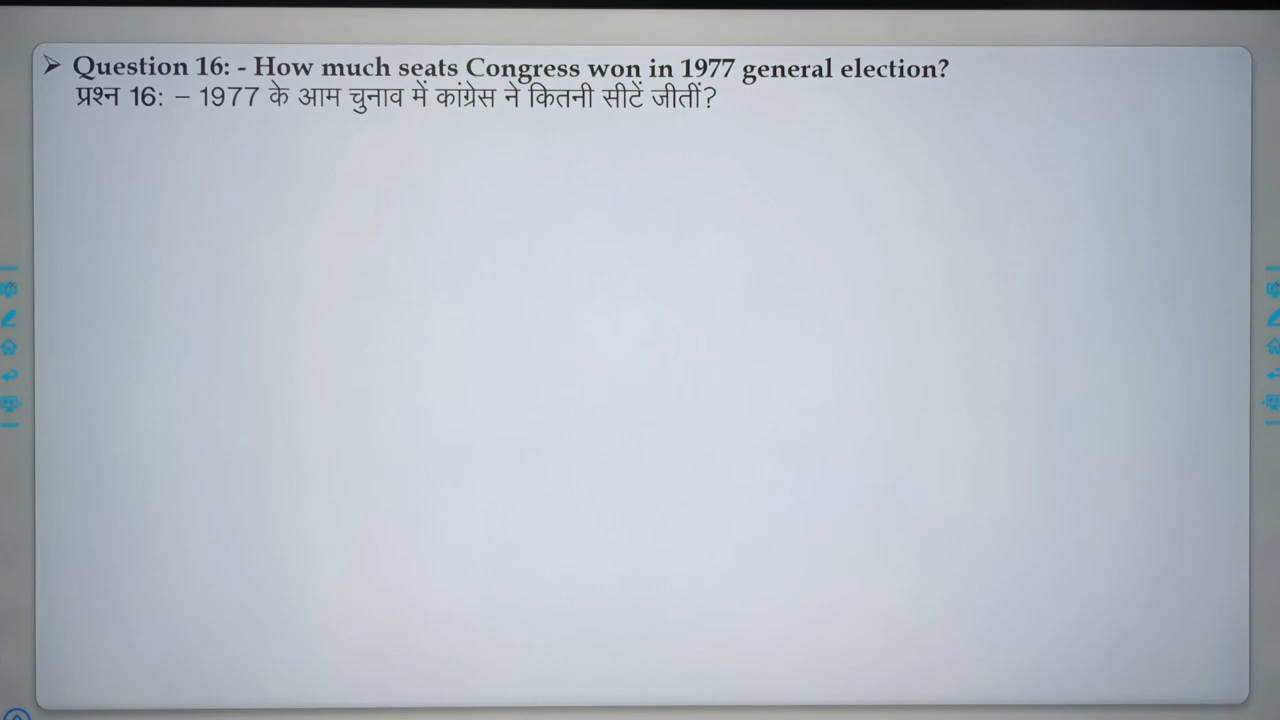 ➢ Question 16: - How much seats Congress won in 1977 general election?
प्रश्न 16: – 1977 के आम चुनाव में कांग्रेस ने कितनी सीटें जीतीं?